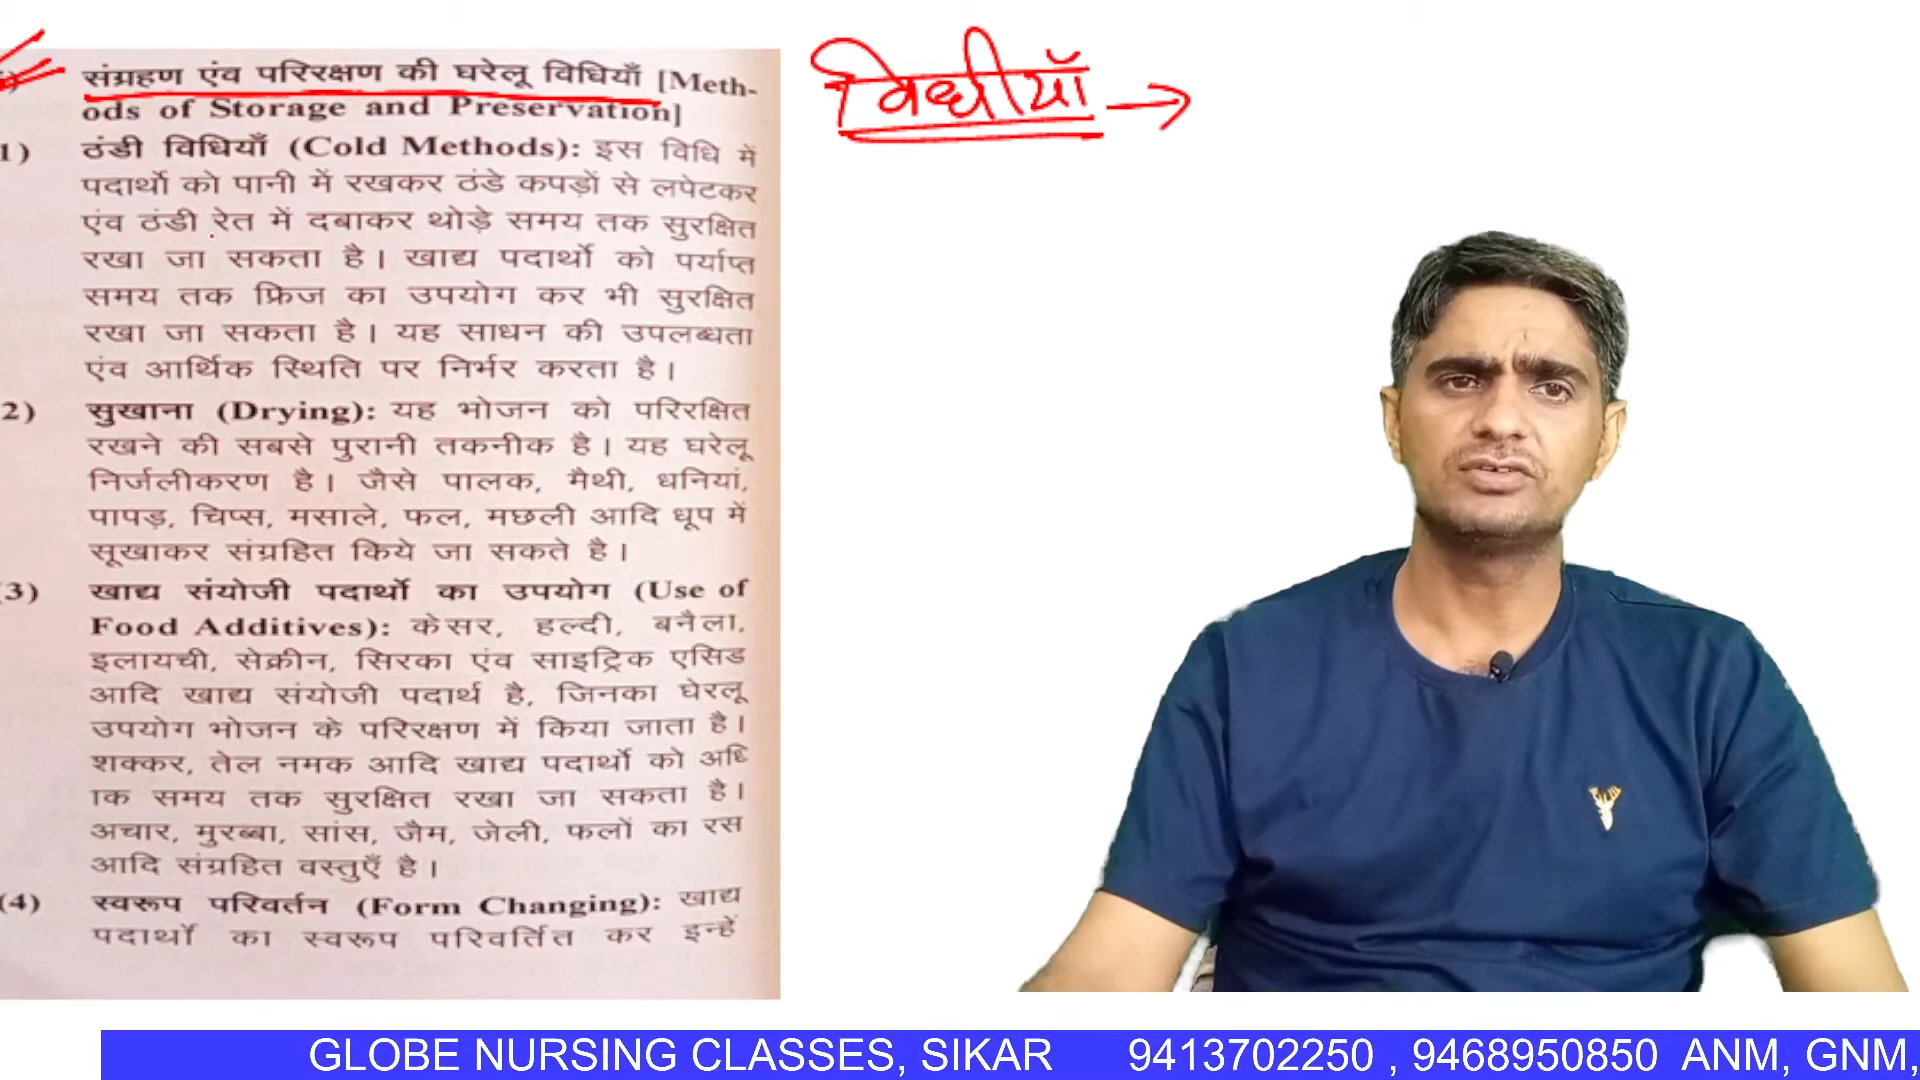 संग्रहण एंव परिरक्षण की घरेलू विधियाँ [Meth-
ods of Storage and Preservation]
1) ठंडी विधियाँ (Cold Methods): इस विधि में
पदार्थो को पानी में रखकर ठंडे कपड़ों से लपेटकर
एंव ठंडी रेत में दबाकर थोड़े समय तक सुरक्षित
रखा जा सकता है। खाद्य पदार्थो को पर्याप्त
समय तक फ्रिज का उपयोग कर भी सुरक्षित
रखा जा सकता है। यह साधन की उपलब्धता
एंव आर्थिक स्थिति पर निर्भर करता है।
2) सुखाना (Drying): यह भोजन को परिरक्षित
रखने की सबसे पुरानी तकनीक है। यह घरेलू
निर्जलीकरण है। जैसे पालक, मैथी, धनियां,
पापड़, चिप्स, मसाले, फल, मछली आदि धूप में
सूखाकर संग्रहित किये जा सकते है।
(3) खाद्य संयोजी पदार्थो का उपयोग (Use of
Food Additives): केसर, हल्दी, बनैला,
इलायची, सेक्रीन, सिरका एंव साइट्रिक एसिड
आदि खाद्य संयोजी पदार्थ है, जिनका घेरलू
उपयोग भोजन के परिरक्षण में किया जाता है।
शक्कर, तेल नमक आदि खाद्य पदार्थो को अधि
ाक समय तक सुरक्षित रखा जा सकता है।
अचार, मुरब्बा, सांस, जैम, जेली, फलों का रस
आदि संग्रहित वस्तुएँ है।
(4) स्वरूप परिवर्तन (Form Changing): खाद्य
पदार्थों का स्वरूप परिवर्तित कर इन्हें
विधीयाँ →
GLOBE NURSING CLASSES, SIKAR 9413702250 , 9468950850 ANM, GNM,